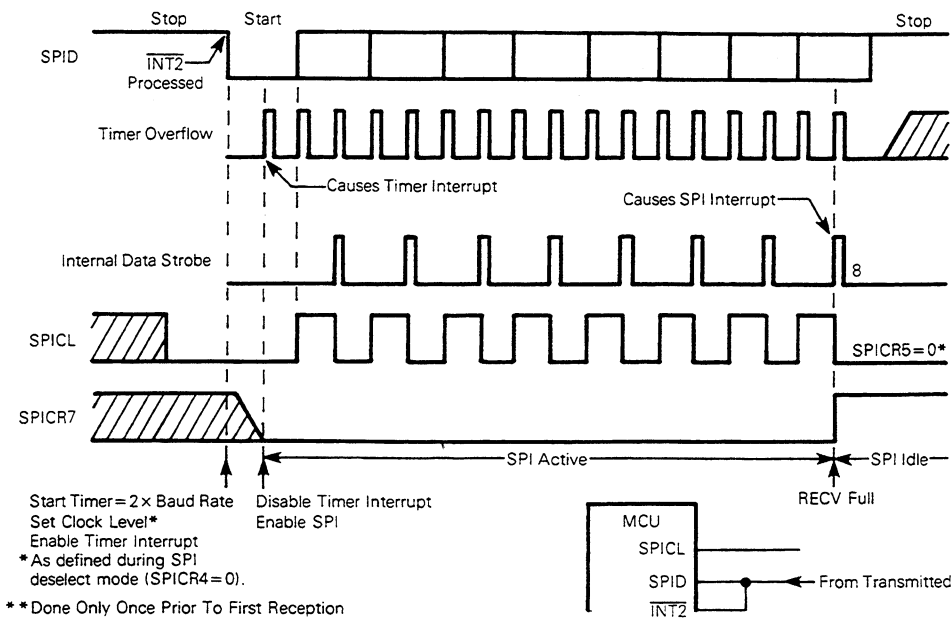 Stop Start Stop
SPID
INT2
Processed
Timer Overflow
Causes Timer Interrupt
Causes SPI Interrupt
Internal Data Strobe
8
SPICL
SPICR5=0*
SPICR7
SPI Active
SPI Idle
RECV Full
Start Timer=2× Baud Rate
Set Clock Level*
Enable Timer Interrupt
*As defined during SPI
deselect mode (SPICR4=0).
**Done Only Once Prior To First Reception
Disable Timer Interrupt
Enable SPI
MCU
SPICL
SPID
INT2
From Transmitted